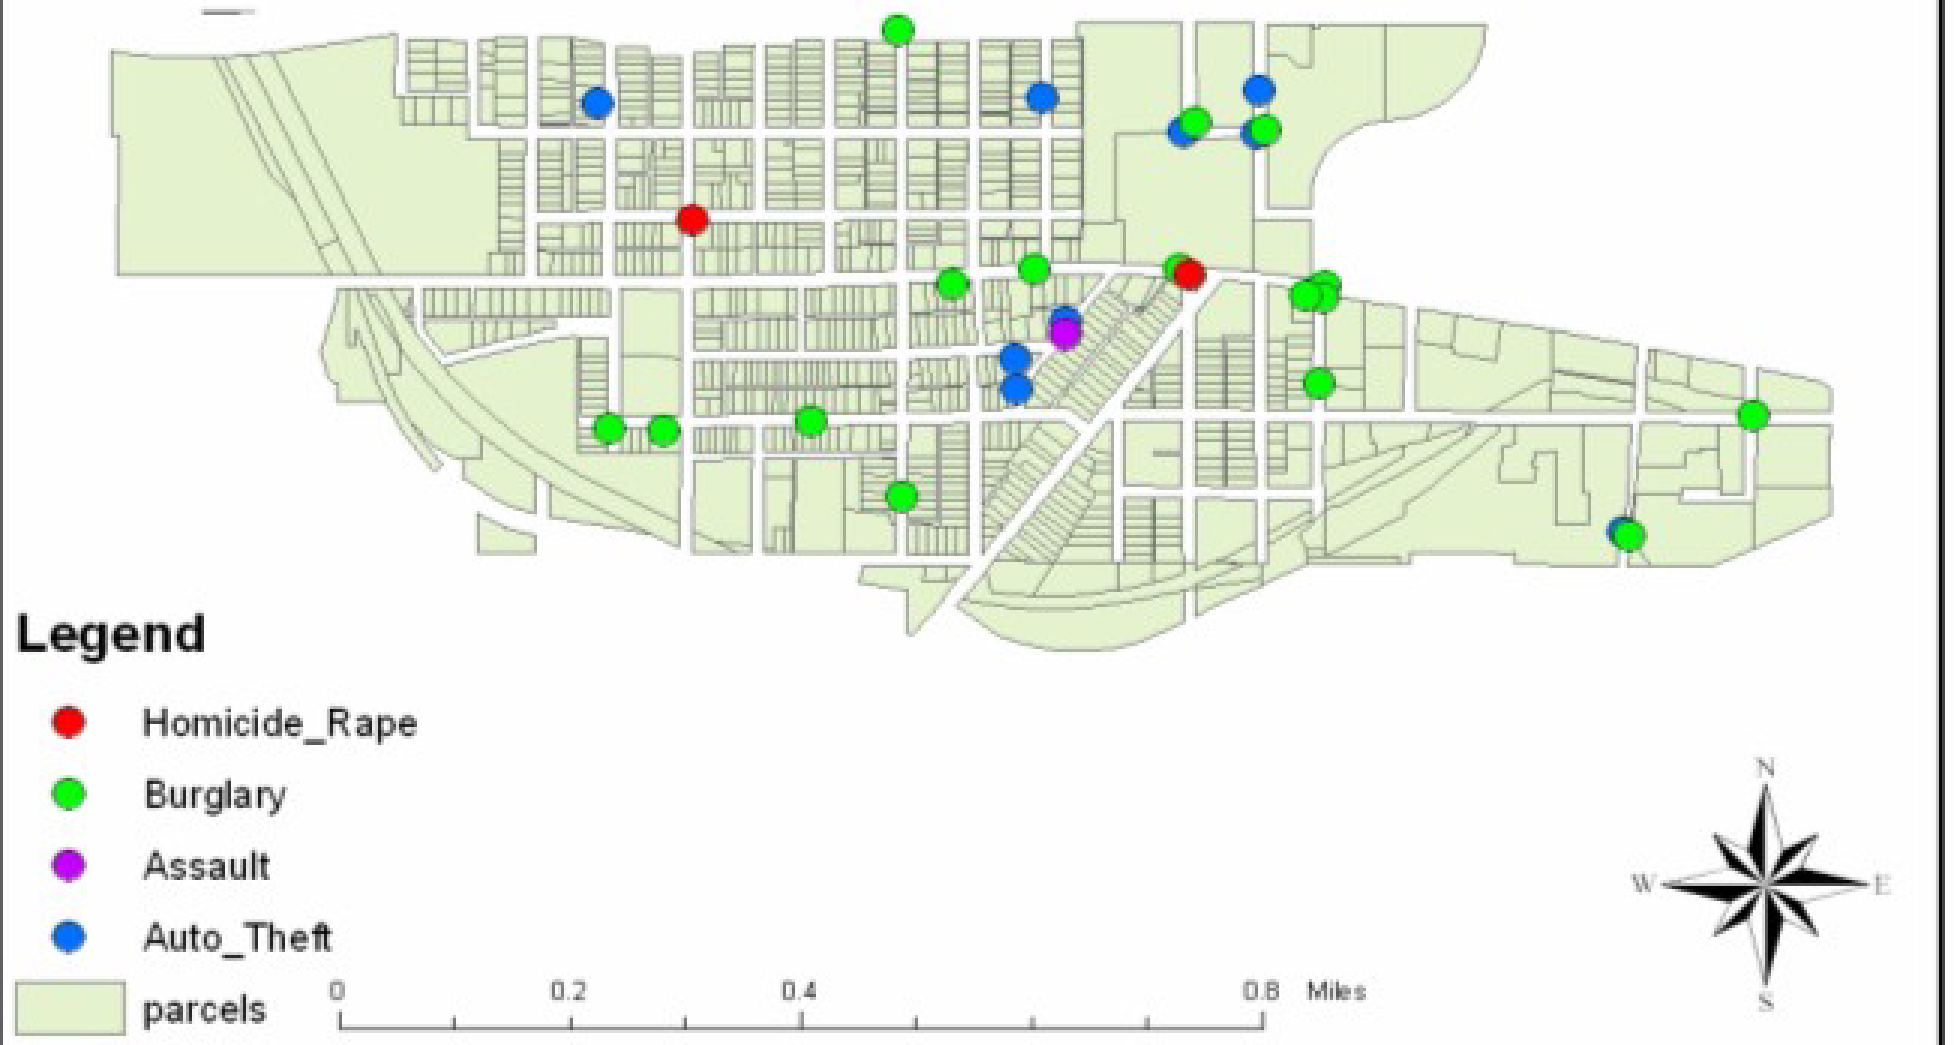 Legend
Homicide_Rape
Burglary
Assault
Auto_Theft
parcels
0 0.2 0.4 0.8 Miles
N
W E
S